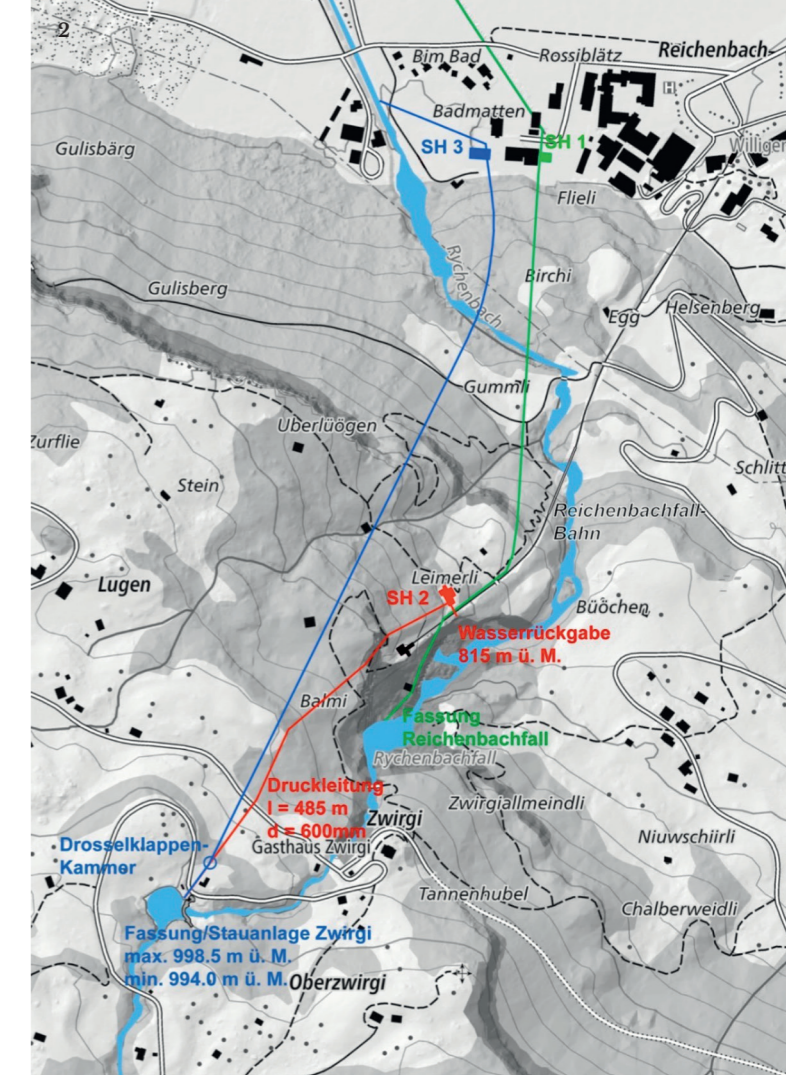 2
Bim Bad
Rossiblätz
Reichenbach-
H
Badmatten
SH 3
SH 1
Gulisbärg
Williger
Flieli
Rychenbach
Birchi
Gulisberg
Egg
Helsenberg
Gummli
Uberlüögen
Zurflie
Schlitt
Stein
Reichenbachfall-
Bahn
Leimerli
Lugen
SH 2
Büöchen
Wasserrückgabe
815 m ü. M.
Balmi
Fassung
Reichenbachfall
Rychenbachfall
Druckleitung
l = 485 m
d = 600mm
Zwirgi
Zwirgiallmeindli
Drosselklappen-
Kammer
Gasthaus Zwirgi
Niuwschiirli
Tannenhubel
Chalberweidli
Fassung/Stauanlage Zwirgi
max. 998.5 m ü. M.
min. 994.0 m ü. M.
Oberzwirgi